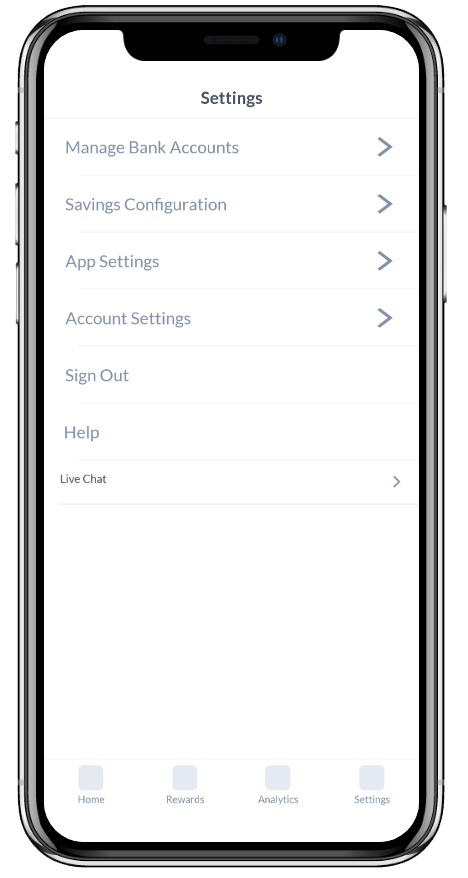 Settings
Manage Bank Accounts
Savings Configuration
App Settings
Account Settings
Sign Out
Help
Live Chat
Home Rewards Analytics Settings